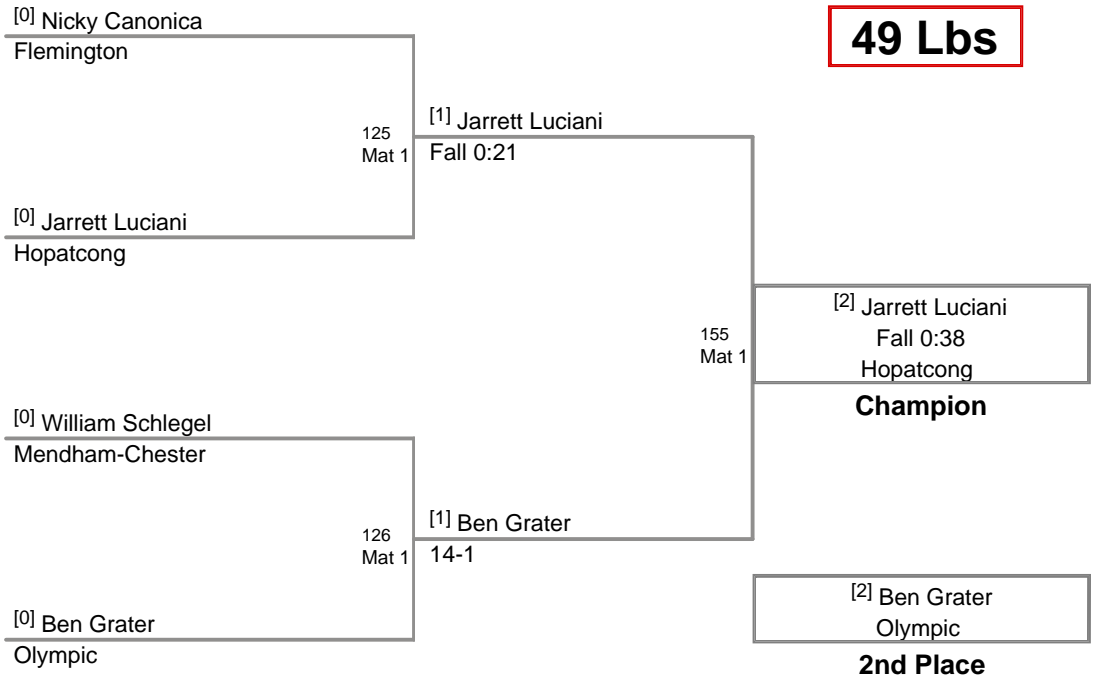 [0] Nicky Canonica
Flemington
49 Lbs
125
Mat 1
[1] Jarrett Luciani
Fall 0:21
[0] Jarrett Luciani
Hopatcong
155
Mat 1
[2] Jarrett Luciani
Fall 0:38
Hopatcong
Champion
[0] William Schlegel
Mendham-Chester
126
Mat 1
[1] Ben Grater
14-1
[0] Ben Grater
Olympic
[2] Ben Grater
Olympic
2nd Place